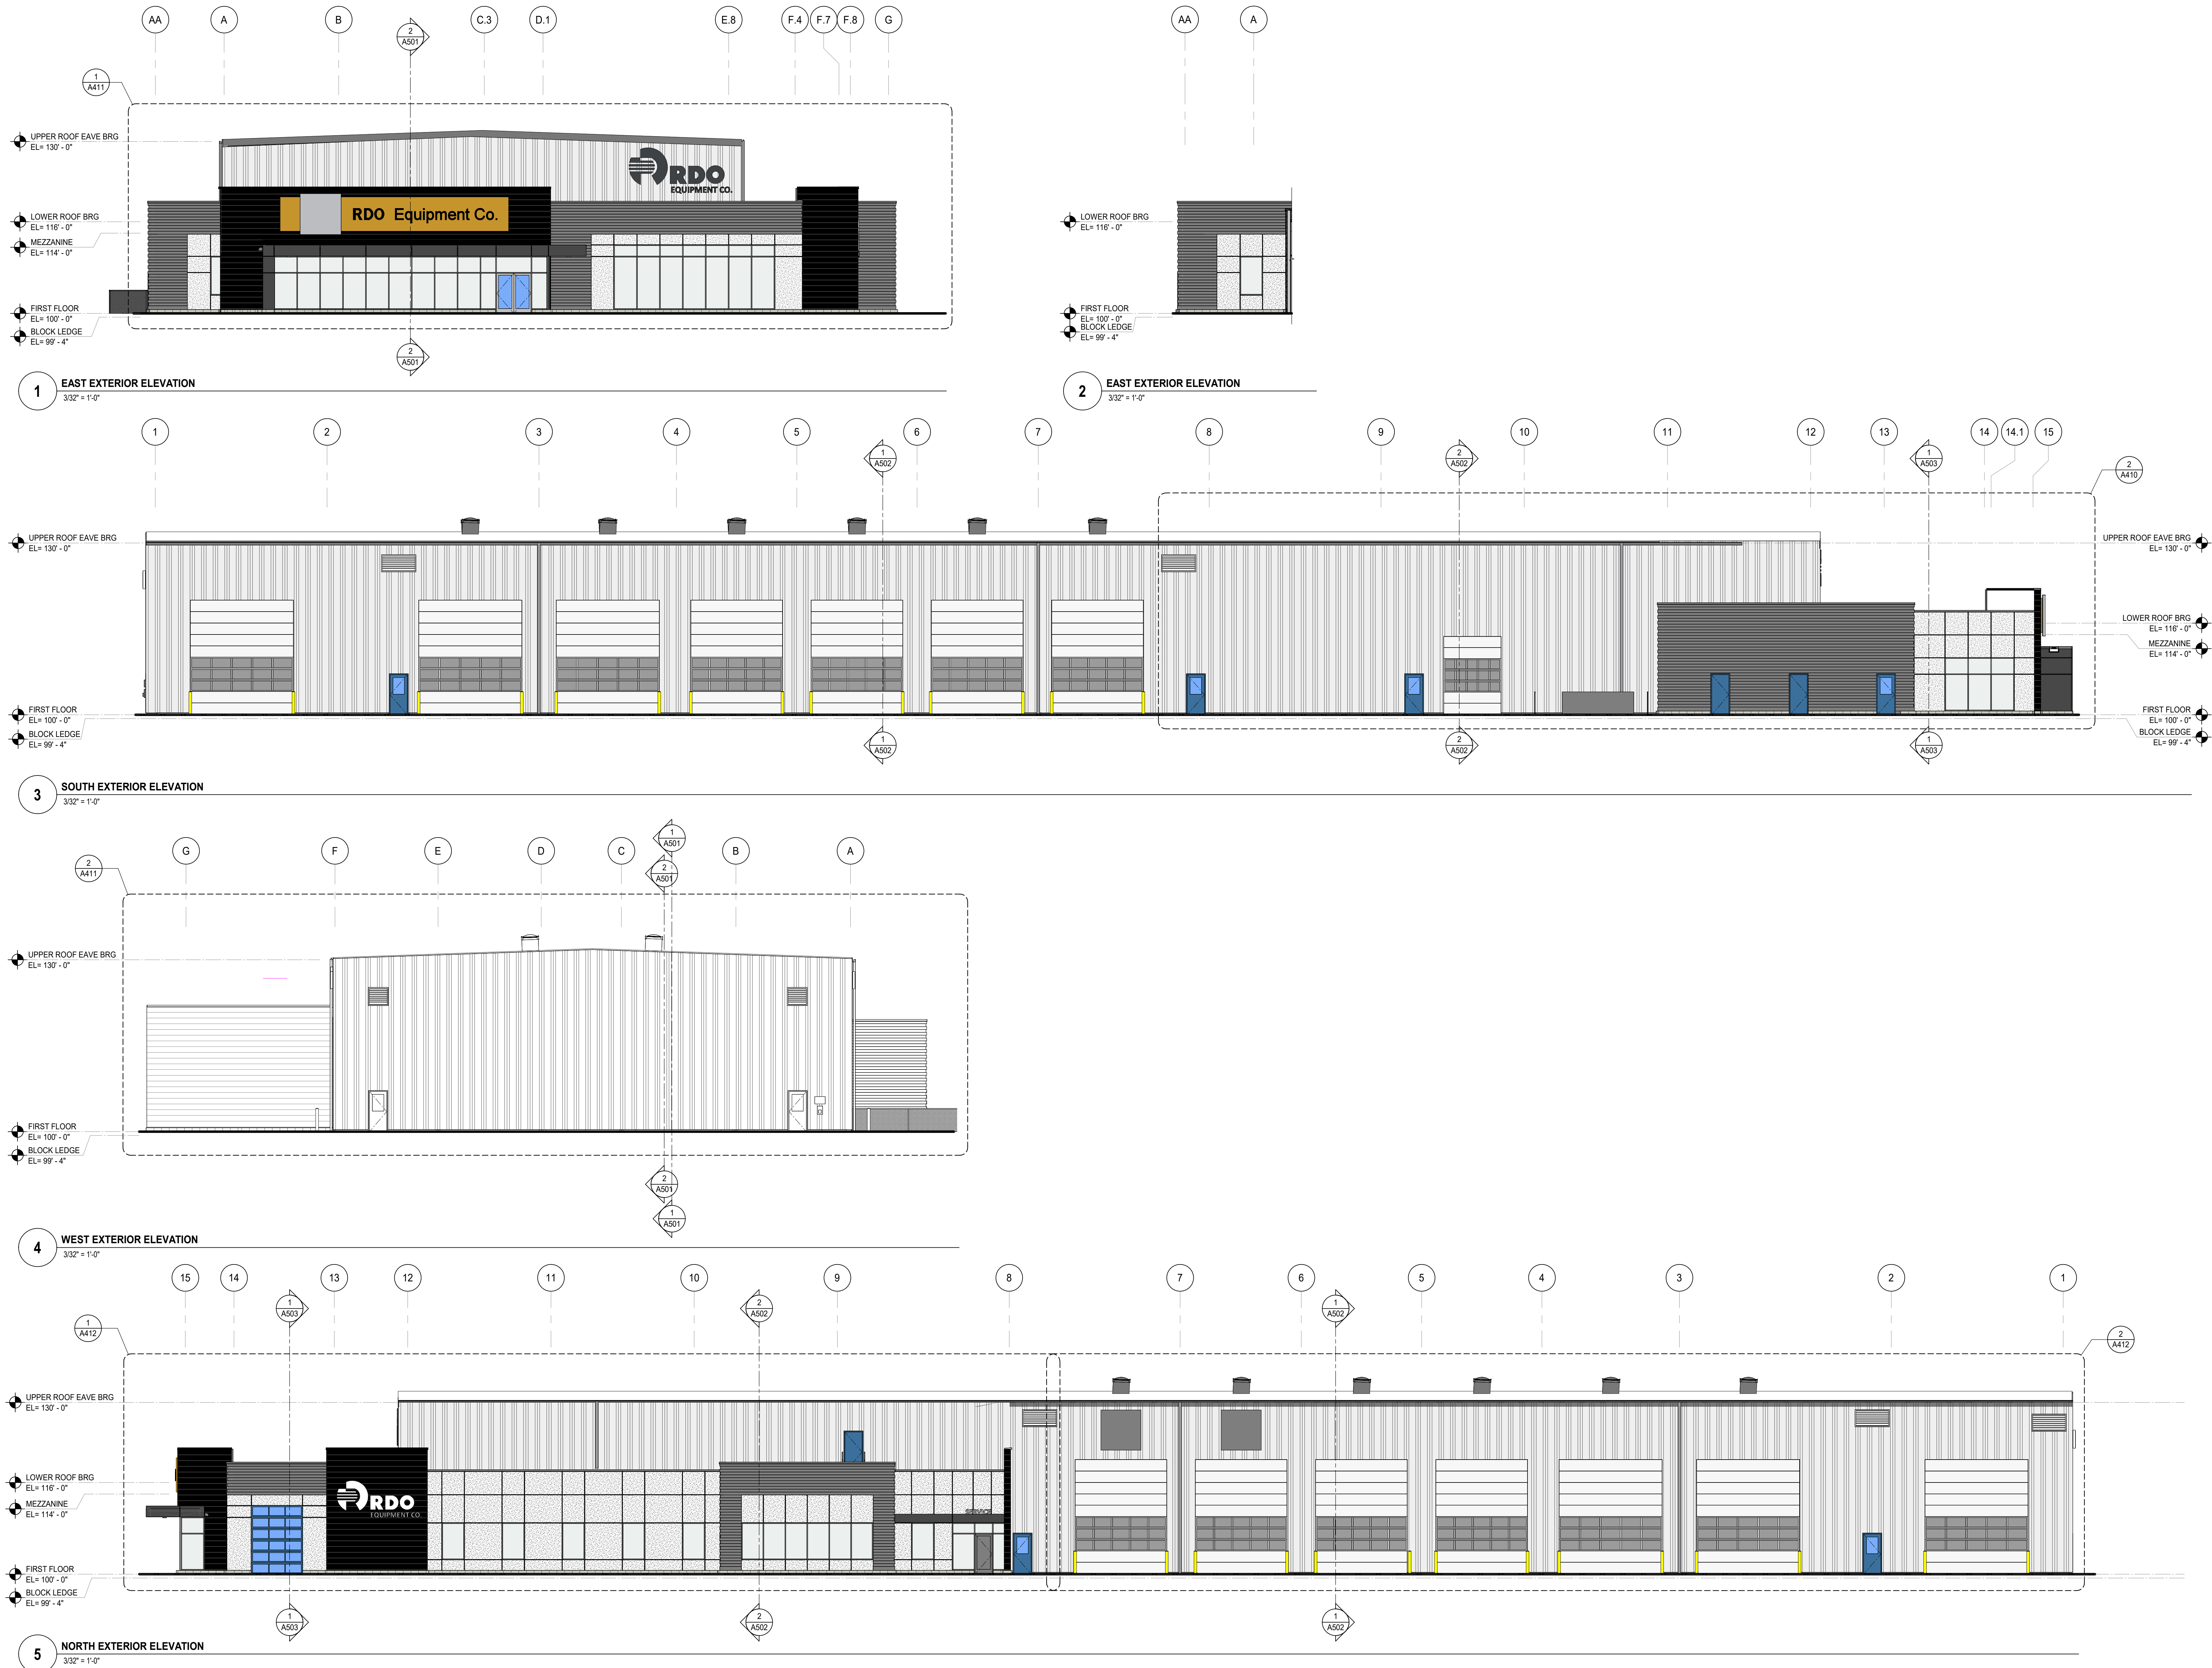 AA A B C.3 D.1 E.8 F.4 F.7 F.8 G
2
A501
1
A411
UPPER ROOF EAVE BRG
EL= 130' - 0"
LOWER ROOF BRG
EL= 116' - 0"
MEZZANINE
EL= 114' - 0"
FIRST FLOOR
EL= 100' - 0"
BLOCK LEDGE
EL= 99' - 4"
RDO
EQUIPMENT CO.
RDO Equipment Co.
2
A501
1 EAST EXTERIOR ELEVATION
3/32" = 1'-0"
AA A
LOWER ROOF BRG
EL= 116' - 0"
FIRST FLOOR
EL= 100' - 0"
BLOCK LEDGE
EL= 99' - 4"
2 EAST EXTERIOR ELEVATION
3/32" = 1'-0"
1 2 3 4 5 6 7 8 9 10 11 12 13 14 14.1 15
1
A502
2
A502
1
A503
2
A410
UPPER ROOF EAVE BRG
EL= 130' - 0"
FIRST FLOOR
EL= 100' - 0"
BLOCK LEDGE
EL= 99' - 4"
UPPER ROOF EAVE BRG
EL= 130' - 0"
LOWER ROOF BRG
EL= 116' - 0"
MEZZANINE
EL= 114' - 0"
FIRST FLOOR
EL= 100' - 0"
BLOCK LEDGE
EL= 99' - 4"
1
A502
2
A502
1
A503
3 SOUTH EXTERIOR ELEVATION
3/32" = 1'-0"
G F E D C B A
1
A501
2
A501
2
A411
UPPER ROOF EAVE BRG
EL= 130' - 0"
FIRST FLOOR
EL= 100' - 0"
BLOCK LEDGE
EL= 99' - 4"
2
A501
1
A501
4 WEST EXTERIOR ELEVATION
3/32" = 1'-0"
15 14 13 12 11 10 9 8 7 6 5 4 3 2 1
1
A503
2
A502
1
A502
1
A412
2
A412
UPPER ROOF EAVE BRG
EL= 130' - 0"
LOWER ROOF BRG
EL= 116' - 0"
MEZZANINE
EL= 114' - 0"
FIRST FLOOR
EL= 100' - 0"
BLOCK LEDGE
EL= 99' - 4"
RDO
EQUIPMENT CO.
1
A503
2
A502
1
A502
5 NORTH EXTERIOR ELEVATION
3/32" = 1'-0"